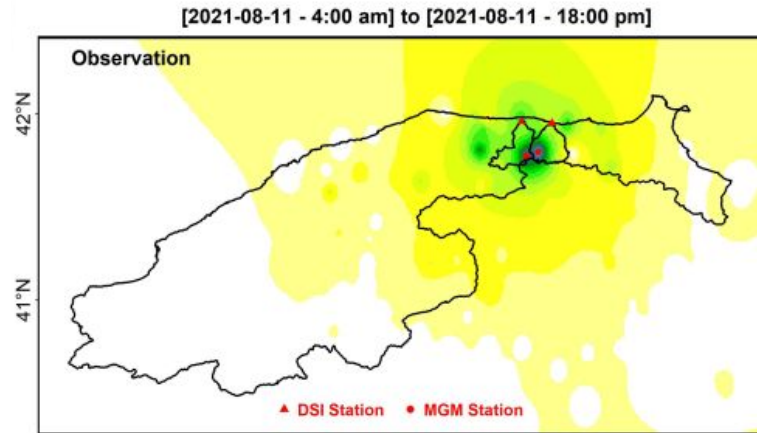 [2021-08-11 - 4:00 am] to [2021-08-11 - 18:00 pm]
Observation
42°N
41°N
DSI Station MGM Station